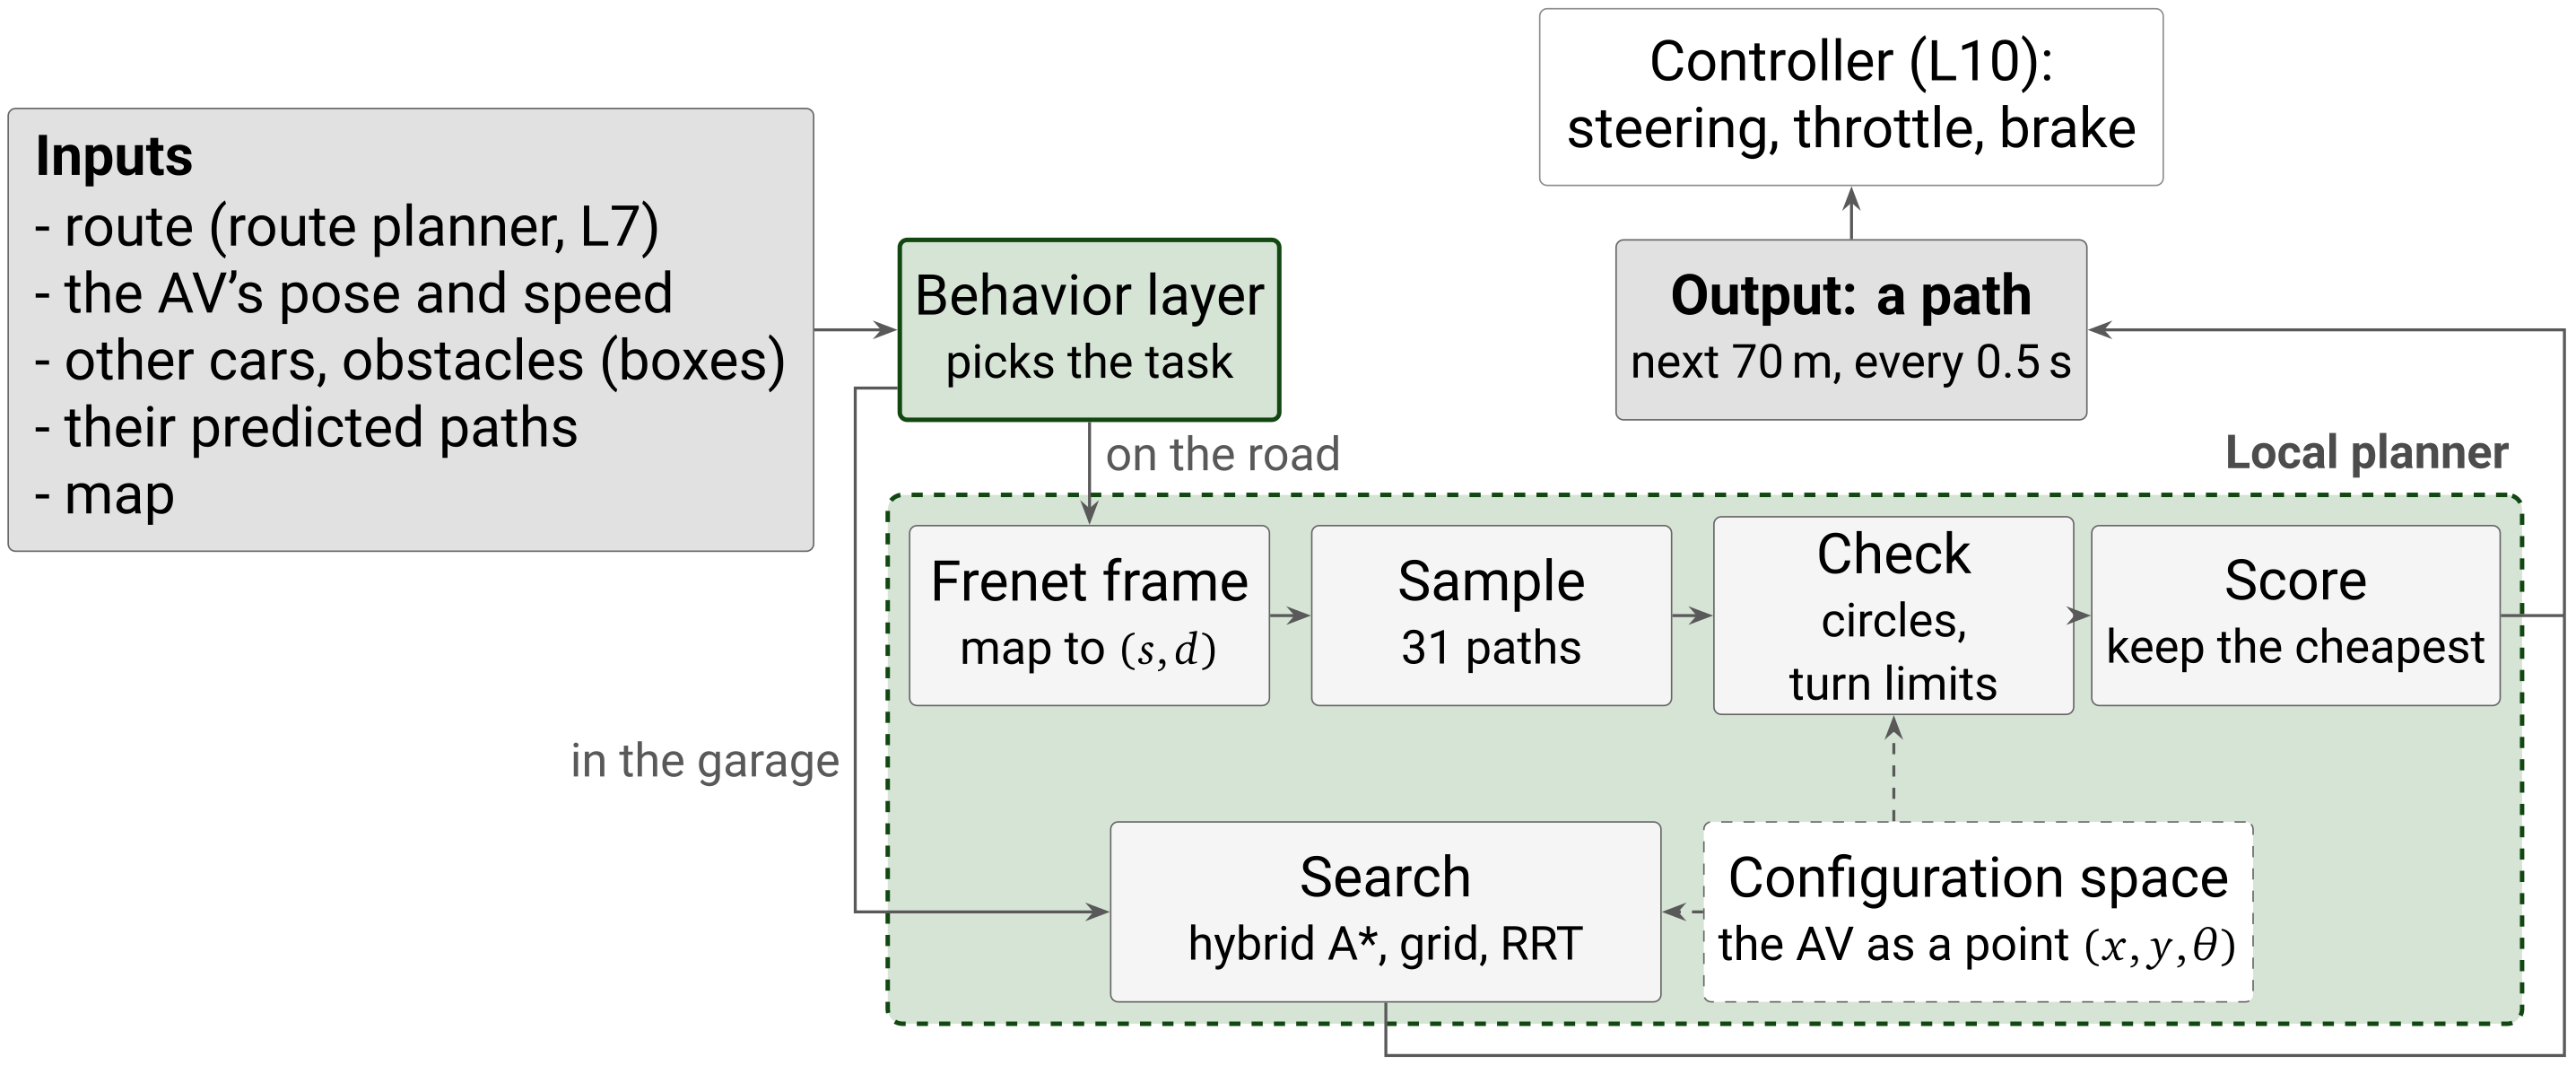 Inputs
- route (route planner, L7)
- the AV’s pose and speed
- other cars, obstacles (boxes)
- their predicted paths
- map
Behavior layer
picks the task
Controller (L10):
steering, throttle, brake
Output: a path
next 70 m, every 0.5 s
on the road
in the garage
Local planner
Frenet frame
map to (s, d)
Sample
31 paths
Check
circles,
turn limits
Score
keep the cheapest
Search
hybrid A*, grid, RRT
Configuration space
the AV as a point (x, y, θ)